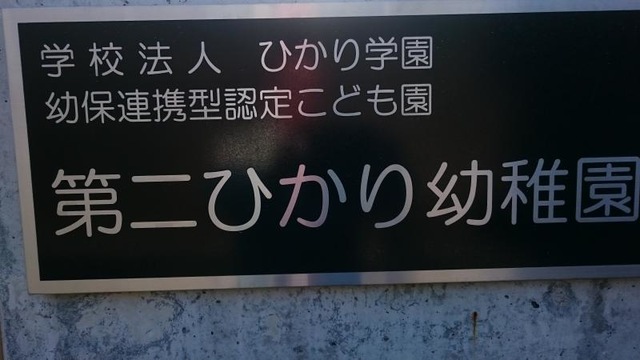 学校法人 ひかり学園
幼保連携型認定こども園
第二ひかり幼稚園